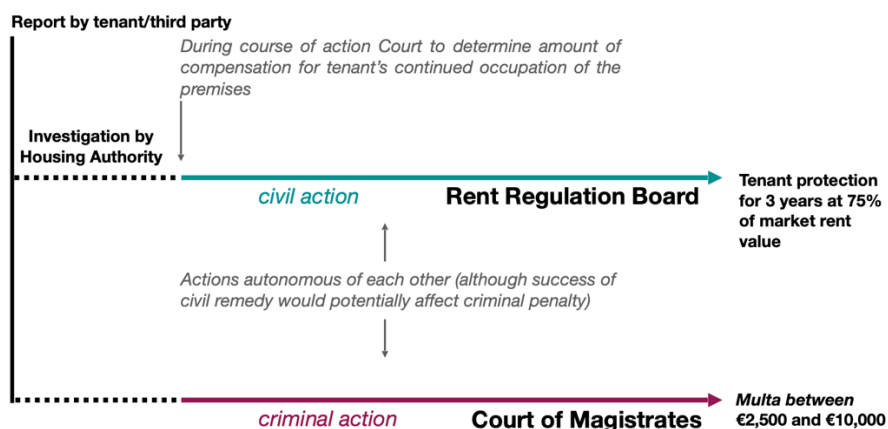 Report by tenant/third party
During course of action Court to determine amount of
compensation for tenant's continued occupation of the
premises
Investigation by
Housing Authority
civil action
Rent Regulation Board
Tenant protection
for 3 years at 75%
of market rent
value
Actions autonomous of each other (although success of
civil remedy would potentially affect criminal penalty)
criminal action
Court of Magistrates
Multa between
€2,500 and €10,000